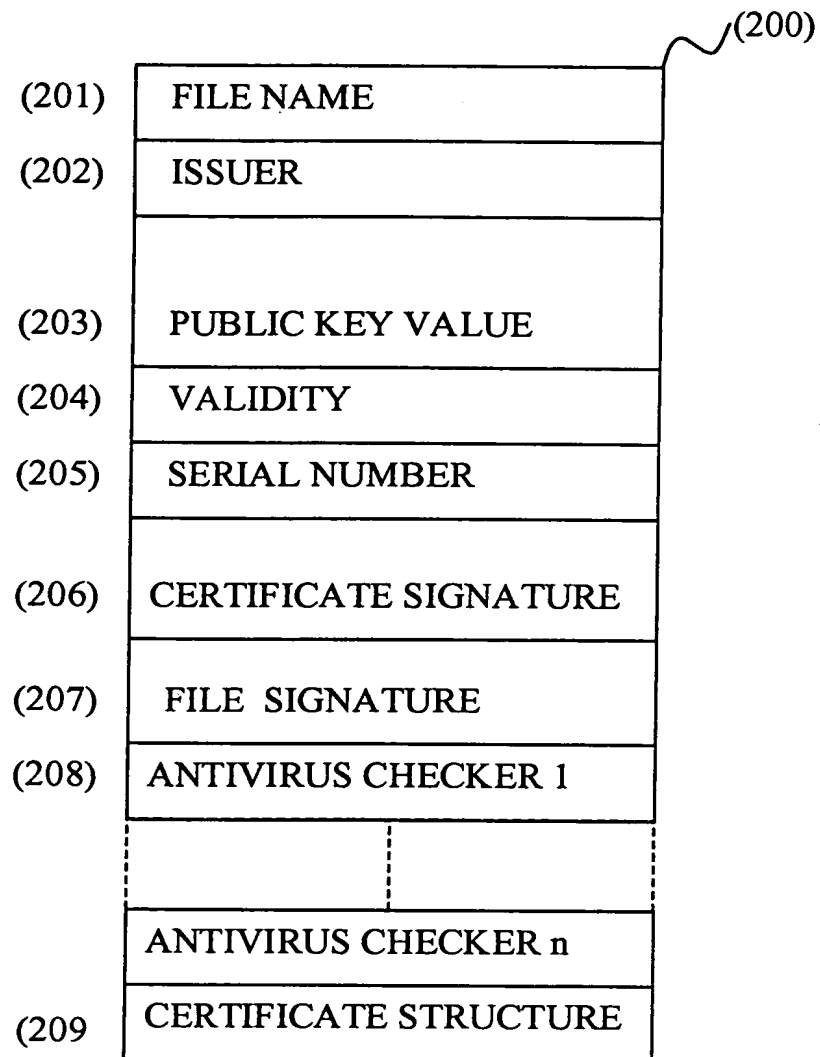 (200)
(201) FILE NAME
(202) ISSUER
(203) PUBLIC KEY VALUE
(204) VALIDITY
(205) SERIAL NUMBER
(206) CERTIFICATE SIGNATURE
(207) FILE SIGNATURE
(208) ANTIVIRUS CHECKER 1
ANTIVIRUS CHECKER n
(209 CERTIFICATE STRUCTURE